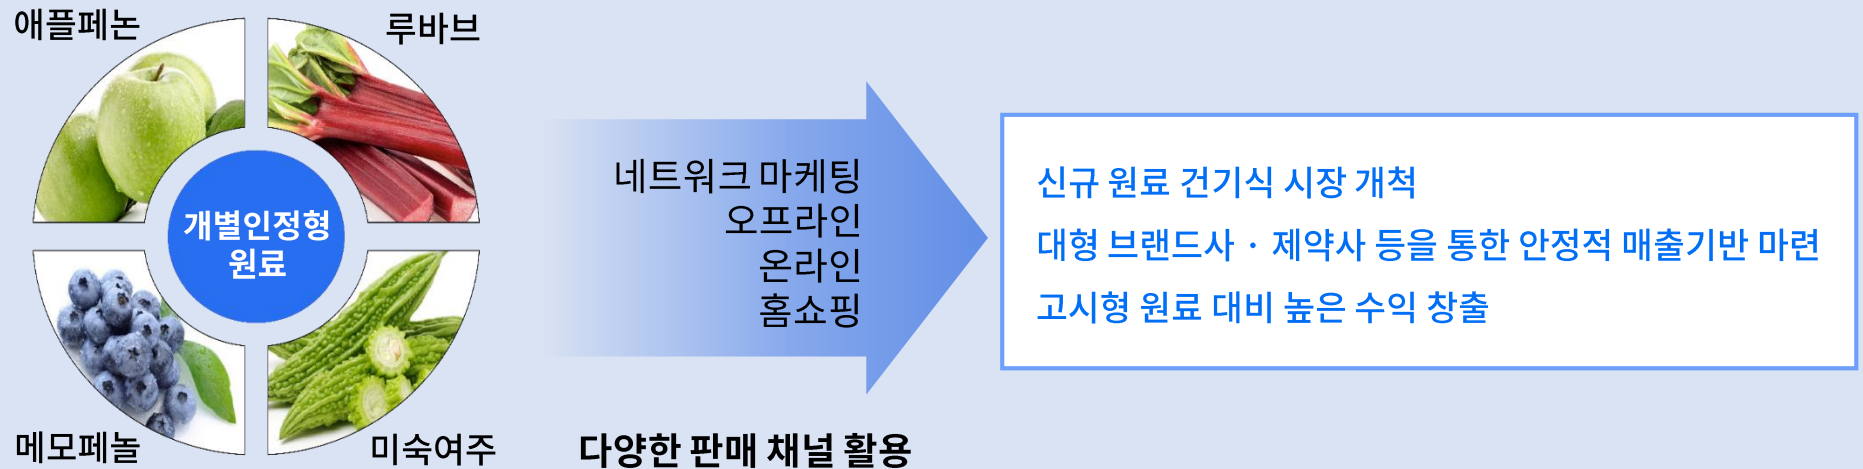 애플페논
루바브
개별인정형
원료
메모페놀
미숙여주
네트워크 마케팅
오프라인
온라인
홈쇼핑
다양한 판매 채널 활용
신규 원료 건기식 시장 개척
대형 브랜드사 · 제약사 등을 통한 안정적 매출기반 마련
고시형 원료 대비 높은 수익 창출